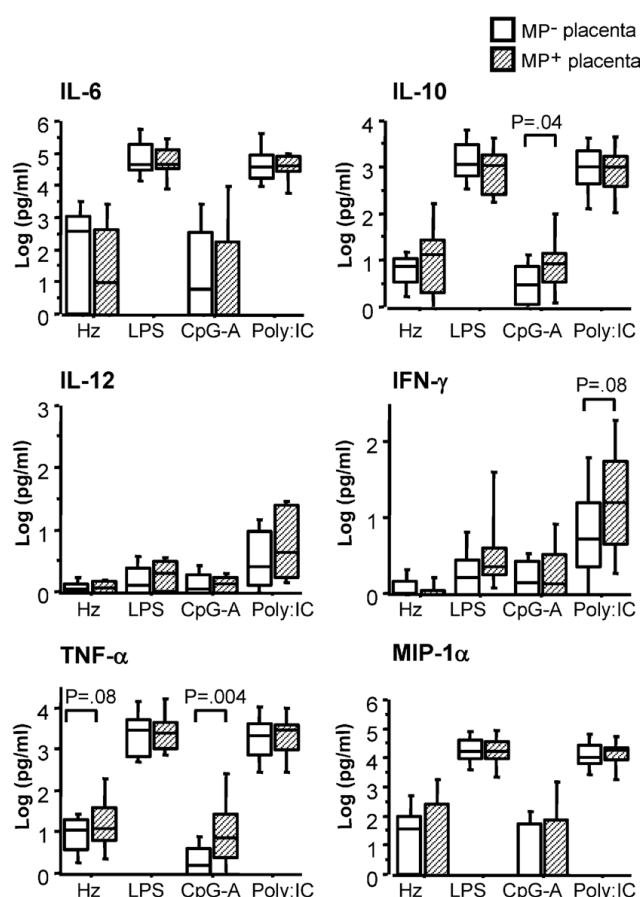 MP- placenta
MP+ placenta
IL-6
Log (pg/ml)
6
5
4
3
2
1
0
Hz LPS CpG-A Poly:IC
IL-10
P=.04
Log (pg/ml)
4
3
2
1
0
Hz LPS CpG-A Poly:IC
IL-12
Log (pg/ml)
3
2
1
0
Hz LPS CpG-A Poly:IC
IFN-γ
P=.08
Log (pg/ml)
2
1
0
Hz LPS CpG-A Poly:IC
TNF-α
P=.08 P=.004
Log (pg/ml)
4
3
2
1
0
Hz LPS CpG-A Poly:IC
MIP-1α
Log (pg/ml)
6
5
4
3
2
1
0
Hz LPS CpG-A Poly:IC